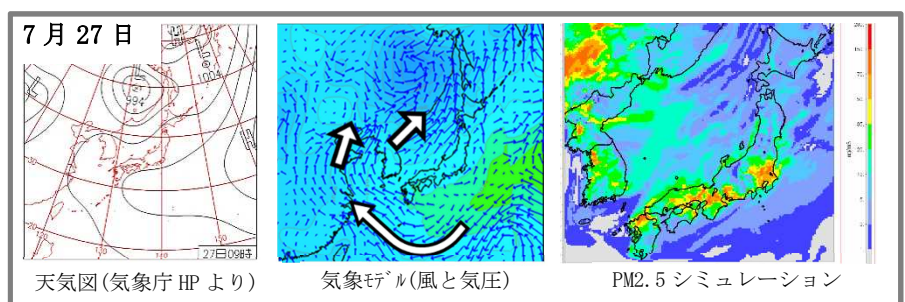 7月27日
1004
994
27日09時
天気図(気象庁HPより)
気象ﾓﾃﾞﾙ(風と気圧)
PM2.5シミュレーション